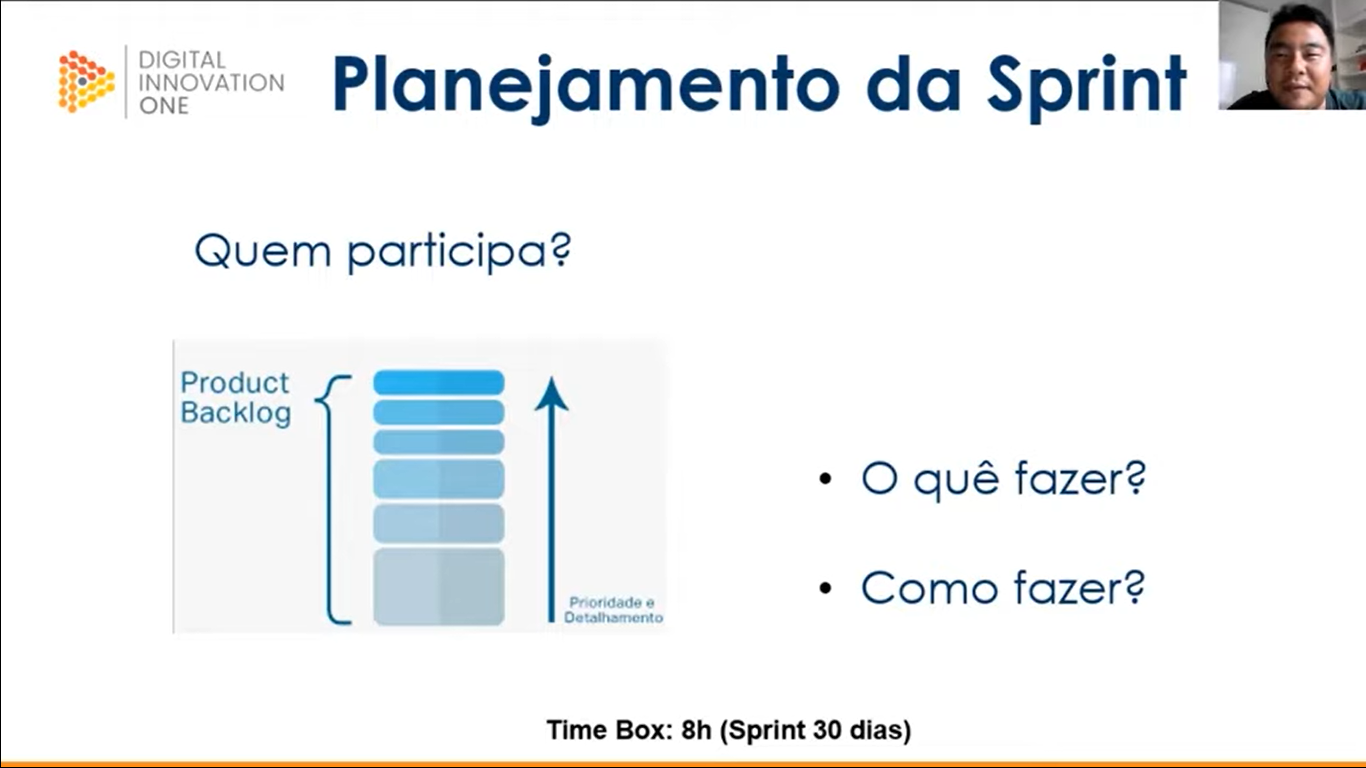 DIGITAL
INNOVATION
ONE
Planejamento da Sprint
Quem participa?
Product
Backlog
Prioridade e
Detalhamento
• O quê fazer?
• Como fazer?
Time Box: 8h (Sprint 30 dias)